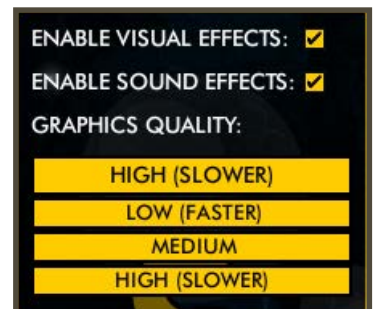 ENABLE VISUAL EFFECTS:
ENABLE SOUND EFFECTS:
GRAPHICS QUALITY:
HIGH (SLOWER)
LOW (FASTER)
MEDIUM
HIGH (SLOWER)